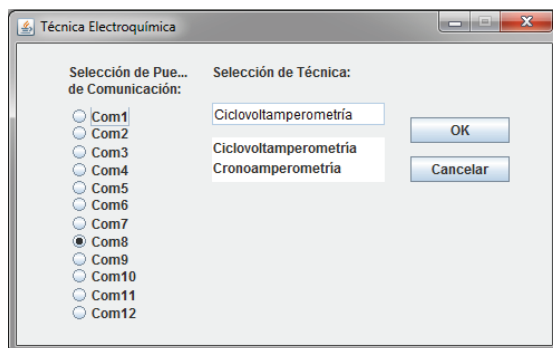 Técnica Electroquímica
Selección de Pue...
de Comunicación:
Com1
Com2
Com3
Com4
Com5
Com6
Com7
Com8
Com9
Com10
Com11
Com12
Selección de Técnica:
Ciclovoltamperometría
Ciclovoltamperometría
Cronoamperometría
OK
Cancelar